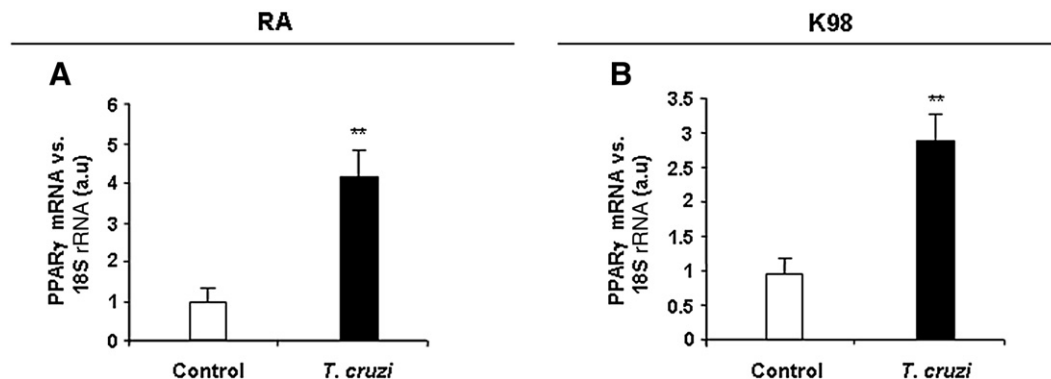 RA
K98
A
PPARγ mRNA vs.
18S rRNA (a.u)
6
5
4
3
2
1
0
**
Control
T. cruzi
B
PPARγ mRNA vs.
18S rRNA (a.u)
3.5
3
2.5
2
1.5
1
0.5
0
**
Control
T. cruzi